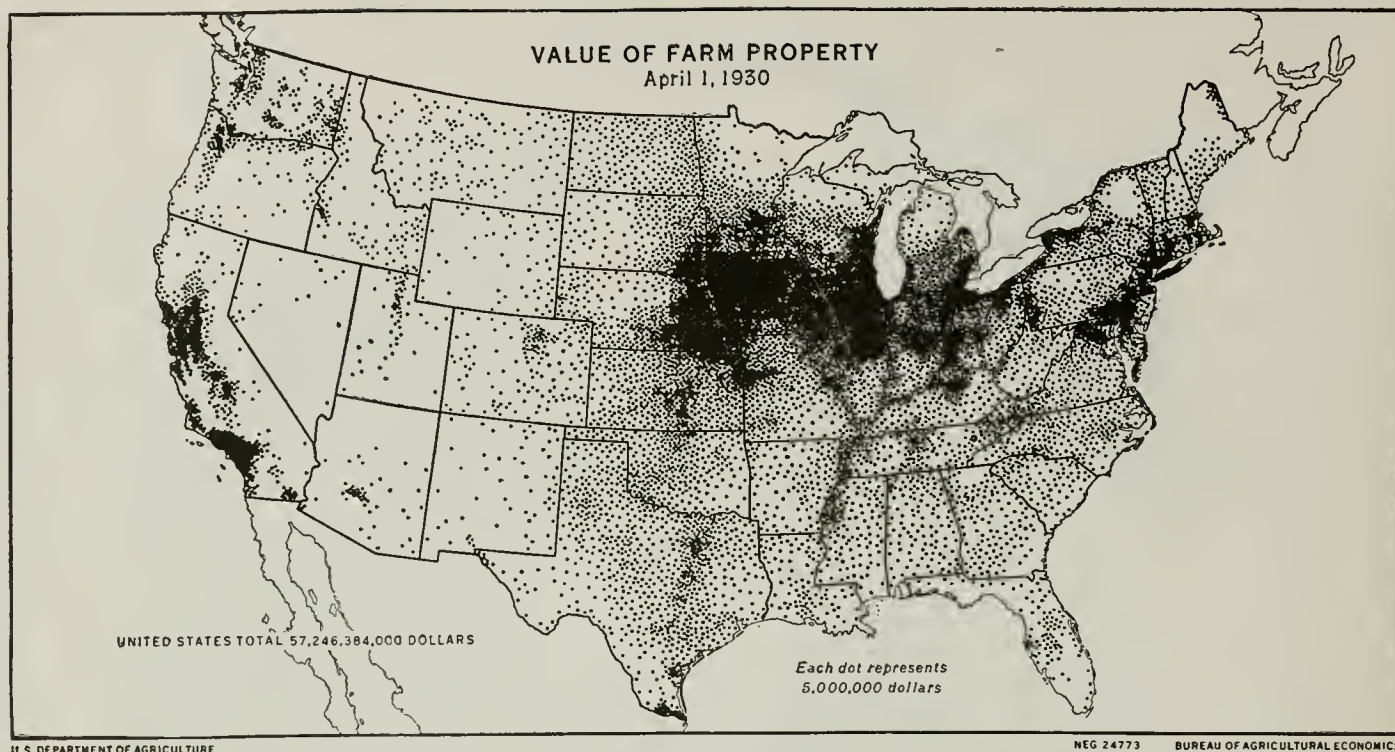 VALUE OF FARM PROPERTY
April 1, 1930
UNITED STATES TOTAL 57,246,384,000 DOLLARS
Each dot represents
5,000,000 dollars
U.S. DEPARTMENT OF AGRICULTURE
NEG 24773 BUREAU OF AGRICULTURAL ECONOMIC